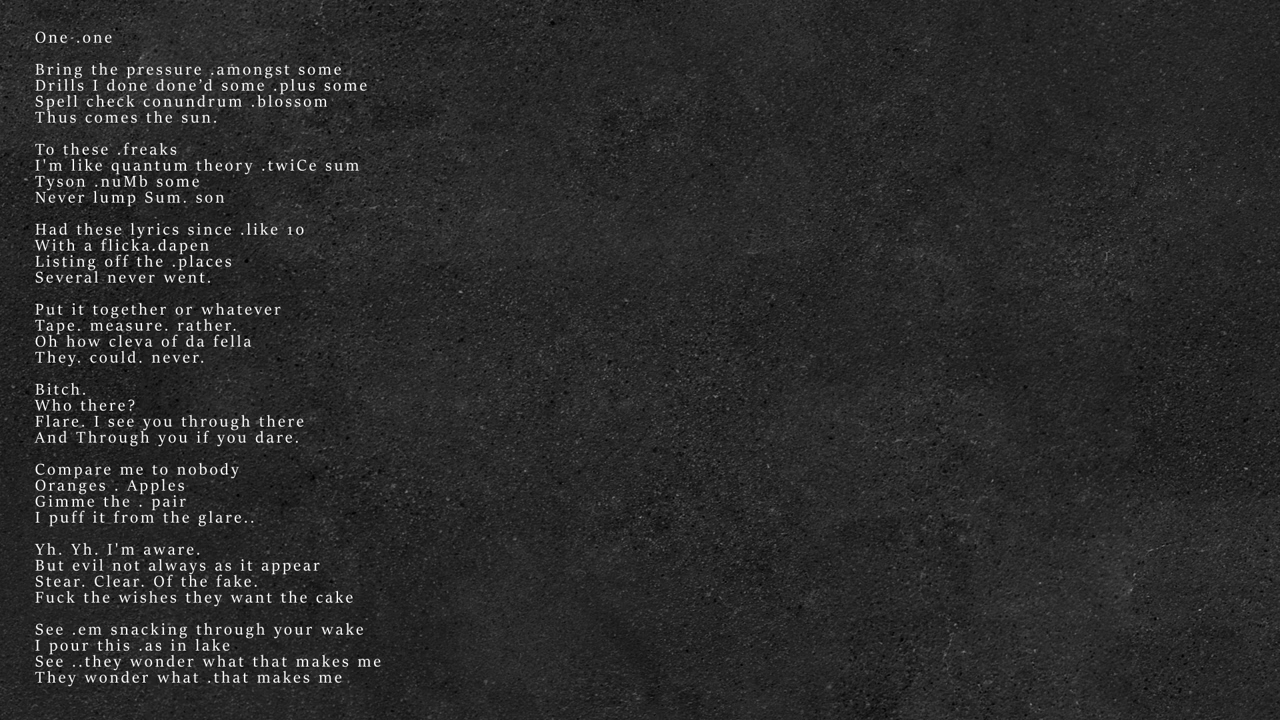 One-.one
Bring the pressure .amongst some
Drills I done done’d some .plus some
Spell check conundrum .blossom
Thus comes the sun.
To these .freaks
I'm like quantum theory .twiCe sum
Tyson .nuMb some
Never lump Sum. son
Had these lyrics since .like 10
With a flicka.dapen
Listing off the .places
Several never went.
Put it together or whatever
Tape. measure. rather.
Oh how cleva of da fella
They. could. never.
Bitch.
Who there?
Flare. I see you through there
And Through you if you dare.
Compare me to nobody
Oranges . Apples
Gimme the . pair
I puff it from the glare..
Yh. Yh. I'm aware.
But evil not always as it appear
Stear. Clear. Of the fake.
Fuck the wishes they want the cake
See .em snacking through your wake
I pour this .as in lake
See ..they wonder what that makes me
They wonder what .that makes me